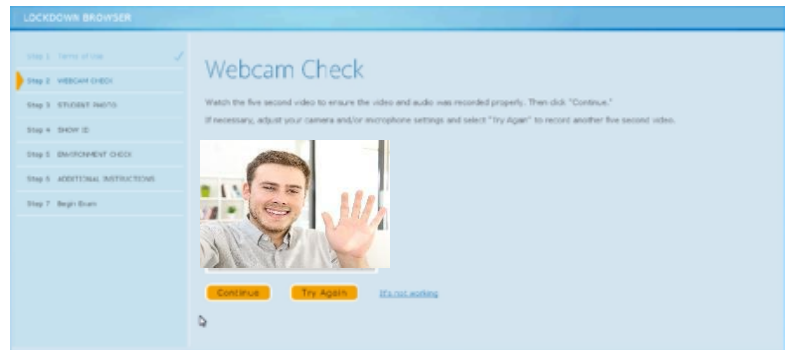 LOCKDOWN BROWSER
Step 1 Terms of Use
Step 2 WEBCAM CHECK
Step 3 STUDENT PHOTO
Step 4 SHOW ID
Step 5 ENVIRONMENT CHECK
Step 6 ADDITIONAL INSTRUCTIONS
Step 7 Begin Exam
Webcam Check
Watch the five second video to ensure the video and audio was recorded properly. Then click "Continue."
If necessary, adjust your camera and/or microphone settings and select "Try Again" to record another five second video.
Continue
Try Again
It's not working